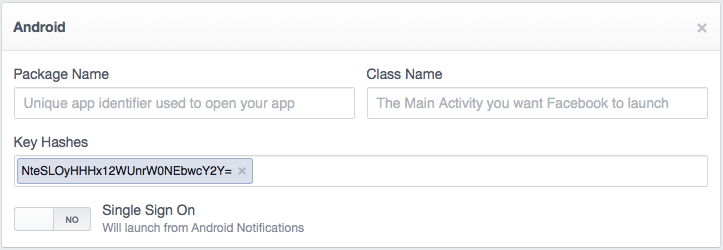 Android ×
Package Name Class Name
Unique app identifier used to open your app The Main Activity you want Facebook to launch
Key Hashes
NteSLOyHHHx12WUnrW0NEbwcY2Y= ×
NO Single Sign On
Will launch from Android Notifications